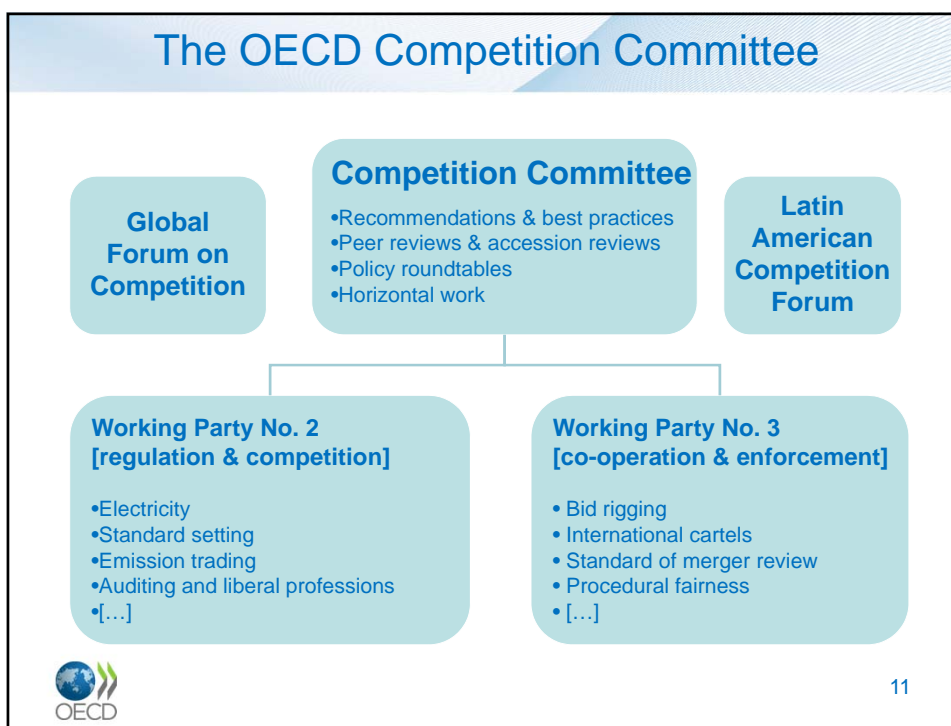 The OECD Competition Committee
Global
Forum on
Competition
Competition Committee
•Recommendations & best practices
•Peer reviews & accession reviews
•Policy roundtables
•Horizontal work
Latin
American
Competition
Forum
Working Party No. 2
[regulation & competition]
•Electricity
•Standard setting
•Emission trading
•Auditing and liberal professions
•[…]
Working Party No. 3
[co-operation & enforcement]
• Bid rigging
• International cartels
• Standard of merger review
• Procedural fairness
• […]
OECD
11